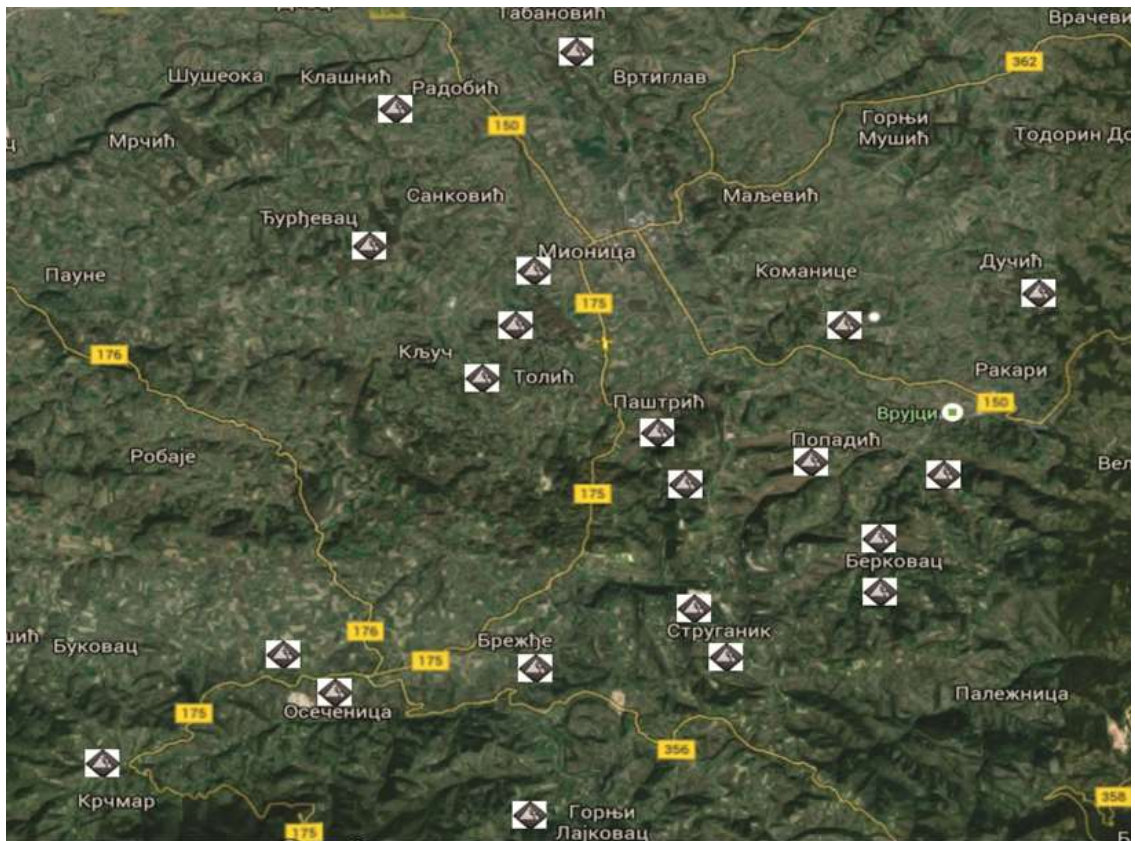 Табановић
Врачеви
362
Шушеока
Клашнић
Радобић
Вртиглав
150
Горњи
Мушић
Мрчић
Тодорин До
Санковић
Маљевић
Ђурђевац
Мионица
Пауне
Команице
Дучић
175
176
Кључ
Толић
Ракари
150
Паштрић
Врујци
Попадић
Робаје
Вел
175
Берковац
176
Струганик
шић
Буковац
Брежђе
175
Осеченица
175
Палежница
356
Крчмар
358
Горњи
Лајковац
175
Б